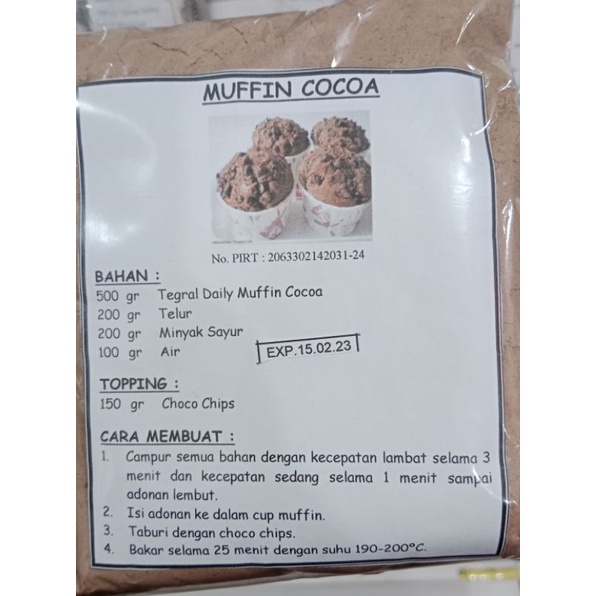 MUFFIN COCOA
No. PIRT : 2063302142031-24
BAHAN :
500 gr Tegral Daily Muffin Cocoa
200 gr Telur
200 gr Minyak Sayur
100 gr Air
EXP.15.02.23
TOPPING :
150 gr Choco Chips
CARA MEMBUAT :
1. Campur semua bahan dengan kecepatan lambat selama 3
menit dan kecepatan sedang selama 1 menit sampai
adonan lembut.
2. Isi adonan ke dalam cup muffin.
3. Taburi dengan choco chips.
4. Bakar selama 25 menit dengan suhu 190-200°C.